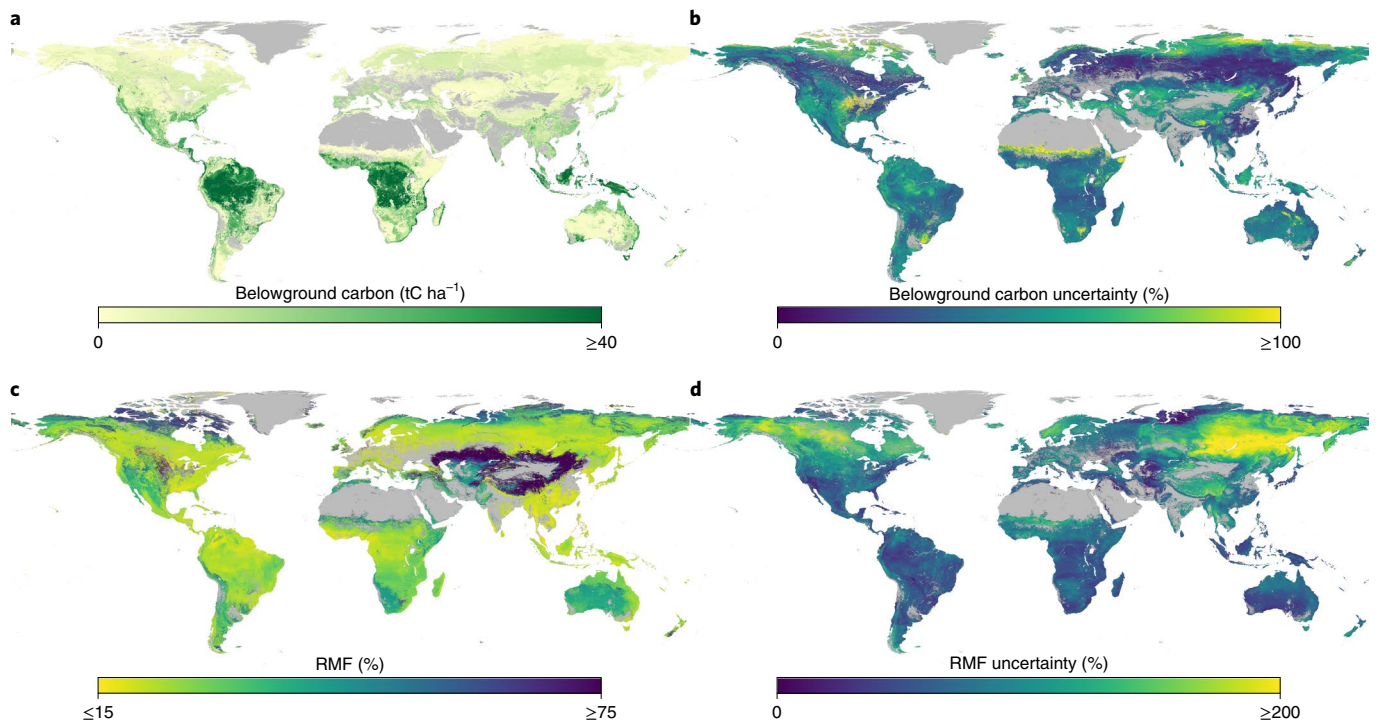 a
b
Belowground carbon (tC ha⁻¹)
0
≥40
Belowground carbon uncertainty (%)
0
≥100
c
d
RMF (%)
≤15
≥75
RMF uncertainty (%)
0
≥200